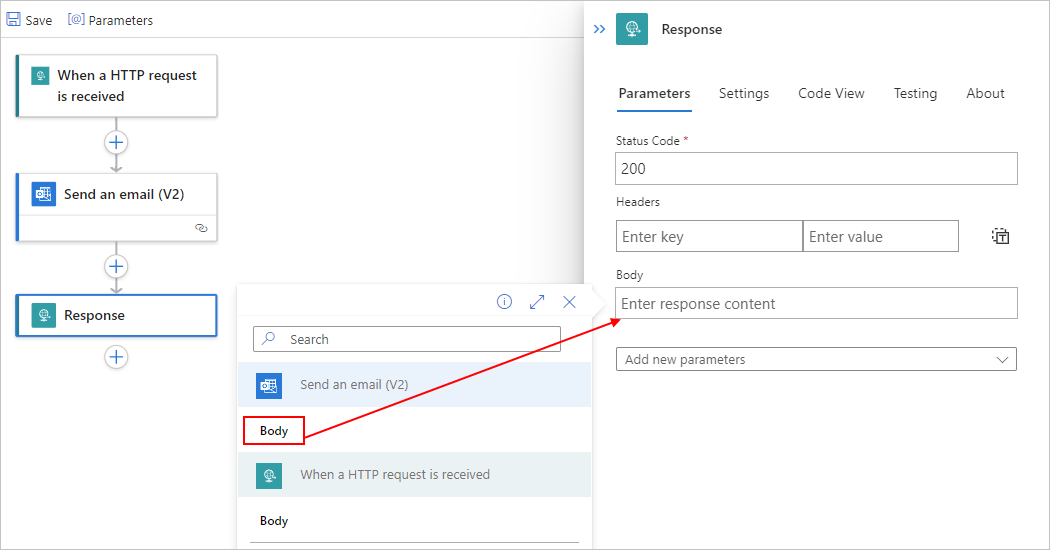 Save
[@] Parameters
When a HTTP request
is received
Send an email (V2)
Response
Search
Send an email (V2)
Body
When a HTTP request is received
Body
Response
Parameters
Settings
Code View
Testing
About
Status Code *
200
Headers
Enter key
Enter value
Body
Enter response content
Add new parameters